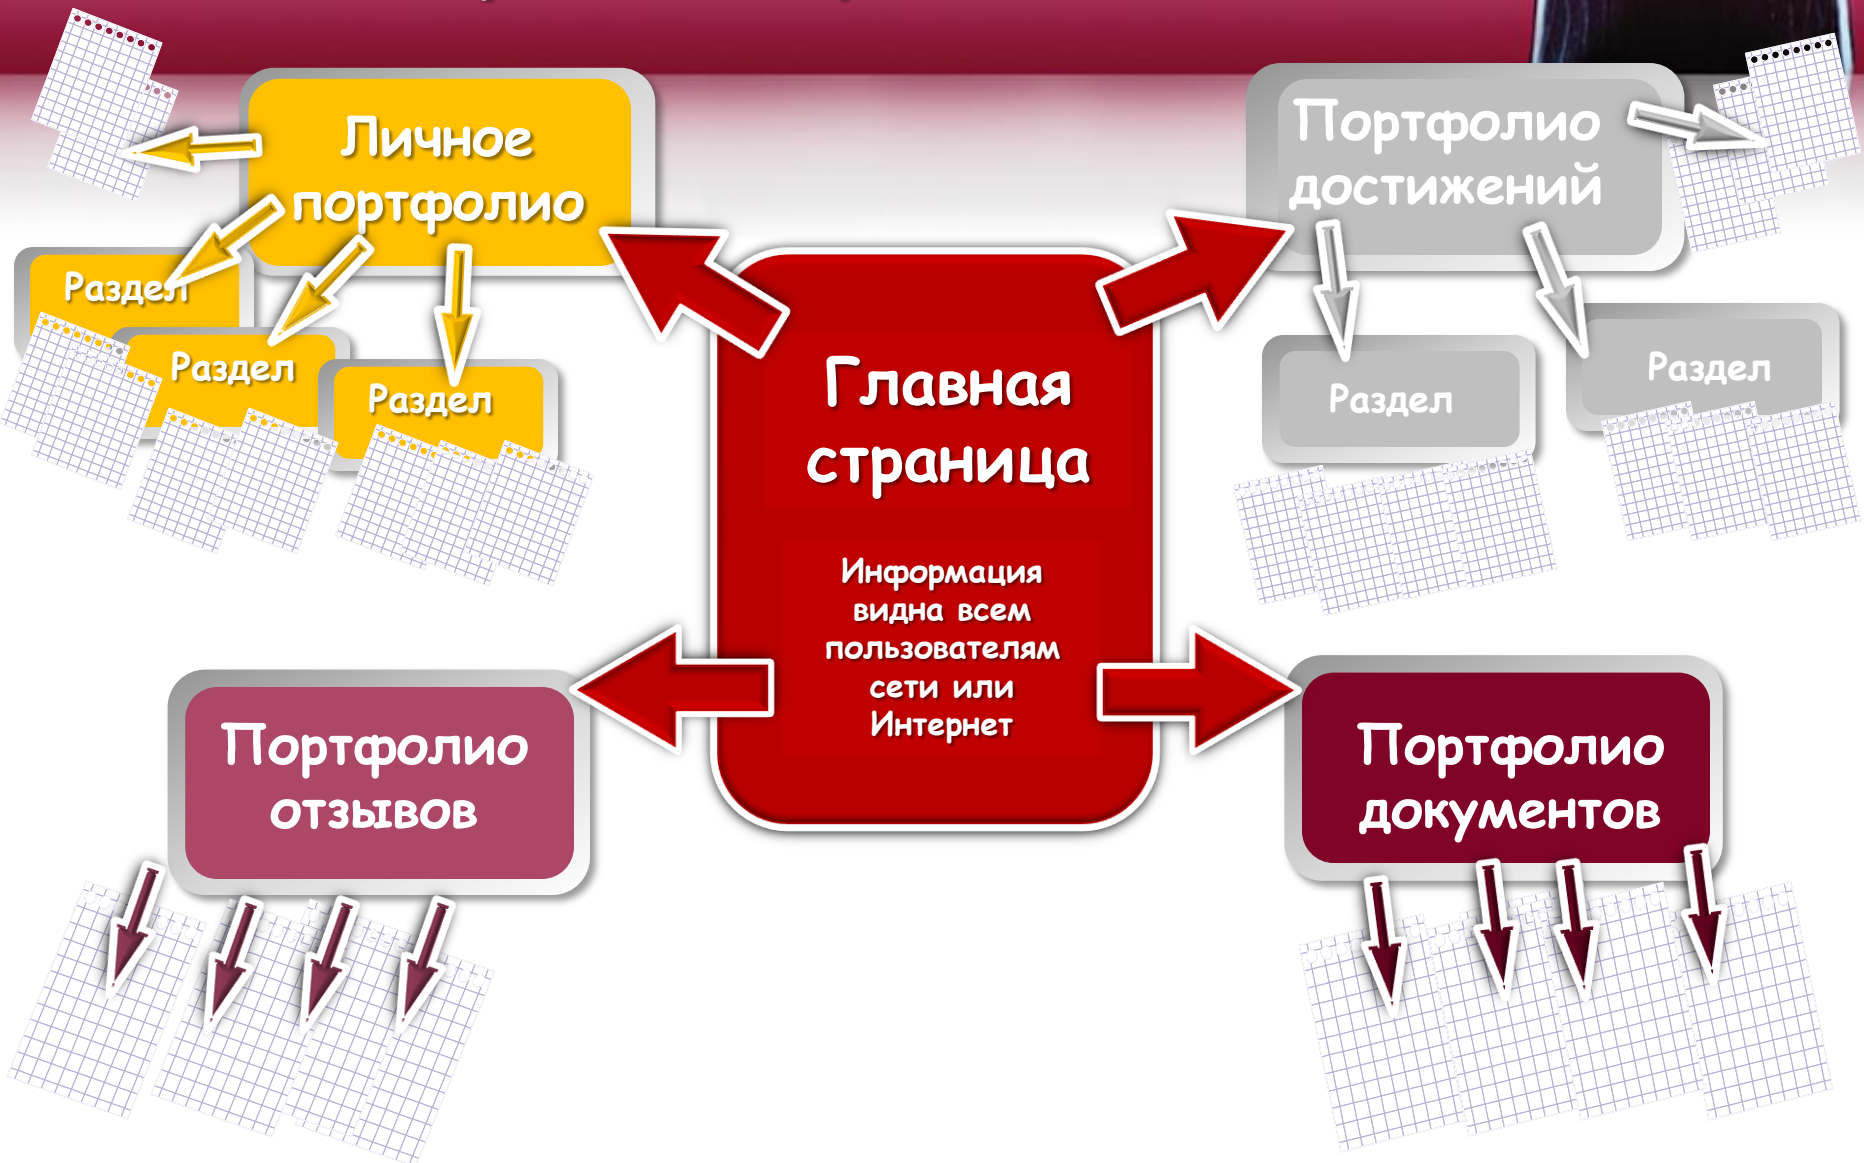 Личное
портфолио
Раздел
Раздел
Раздел
Портфолио
достижений
Раздел
Раздел
Главная
страница
Информация
видна всем
пользователям
сети или
Интернет
Портфолио
отзывов
Портфолио
документов